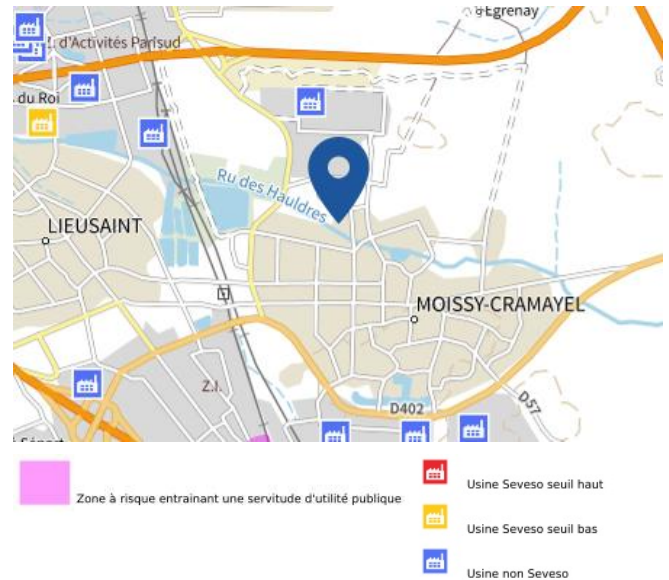 Egrenay
d'Activités Parisud
du Roi
Ru des Hauldres
LIEUSAINT
MOISSY-CRAMAYEL
Z.I.
D402
D57
Zone à risque entrainant une servitude d'utilité publique
Usine Seveso seuil haut
Usine Seveso seuil bas
Usine non Seveso